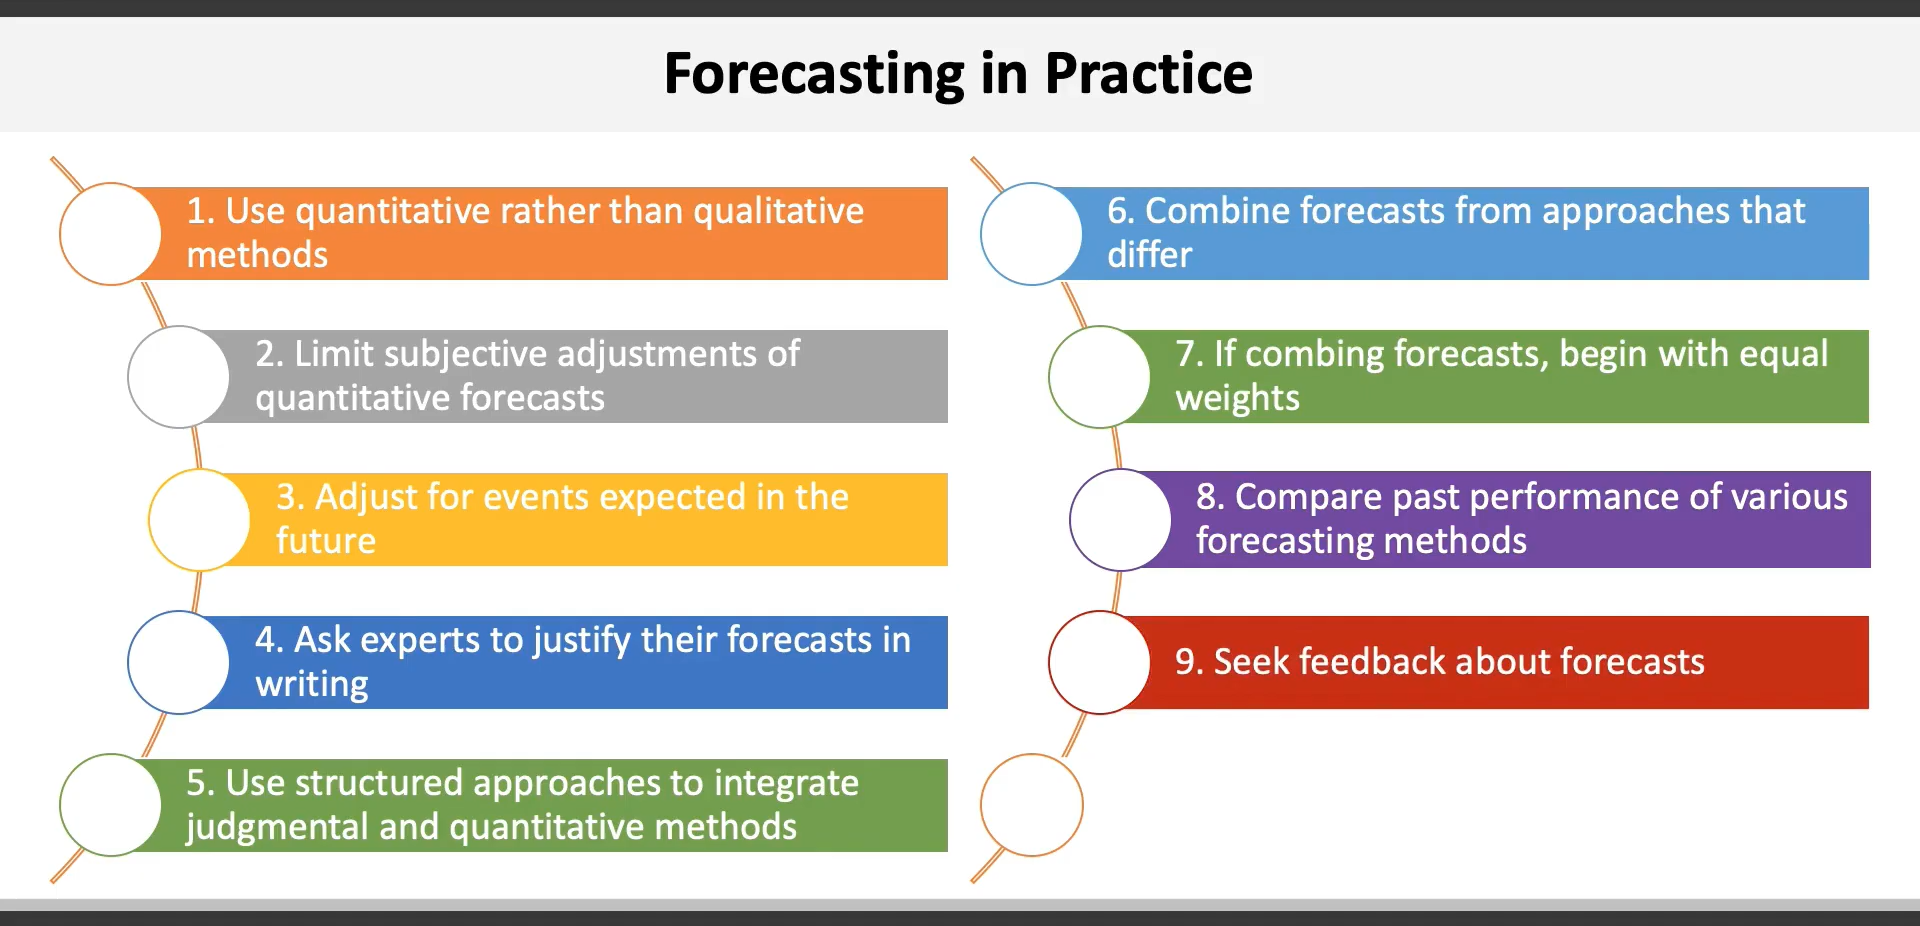 Forecasting in Practice
1. Use quantitative rather than qualitative
methods
2. Limit subjective adjustments of
quantitative forecasts
3. Adjust for events expected in the
future
4. Ask experts to justify their forecasts in
writing
5. Use structured approaches to integrate
judgmental and quantitative methods
6. Combine forecasts from approaches that
differ
7. If combing forecasts, begin with equal
weights
8. Compare past performance of various
forecasting methods
9. Seek feedback about forecasts